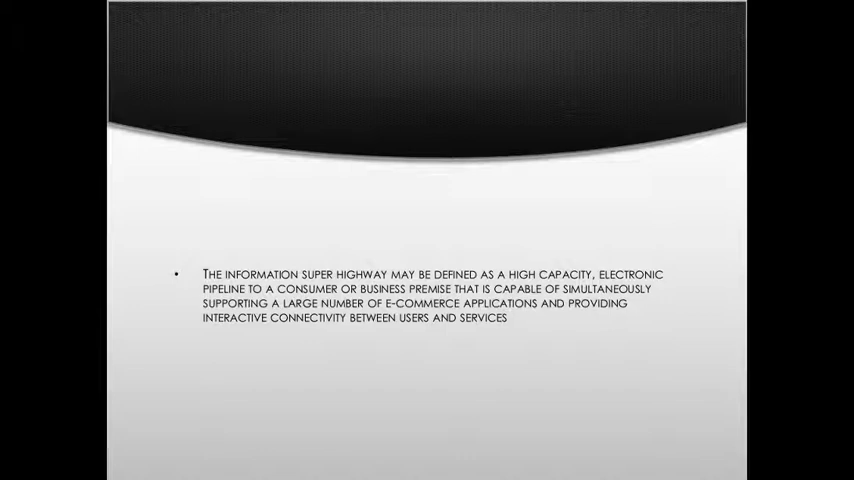 • The information super highway may be defined as a high capacity, electronic
pipeline to a consumer or business premise that is capable of simultaneously
supporting a large number of e-commerce applications and providing
interactive connectivity between users and services